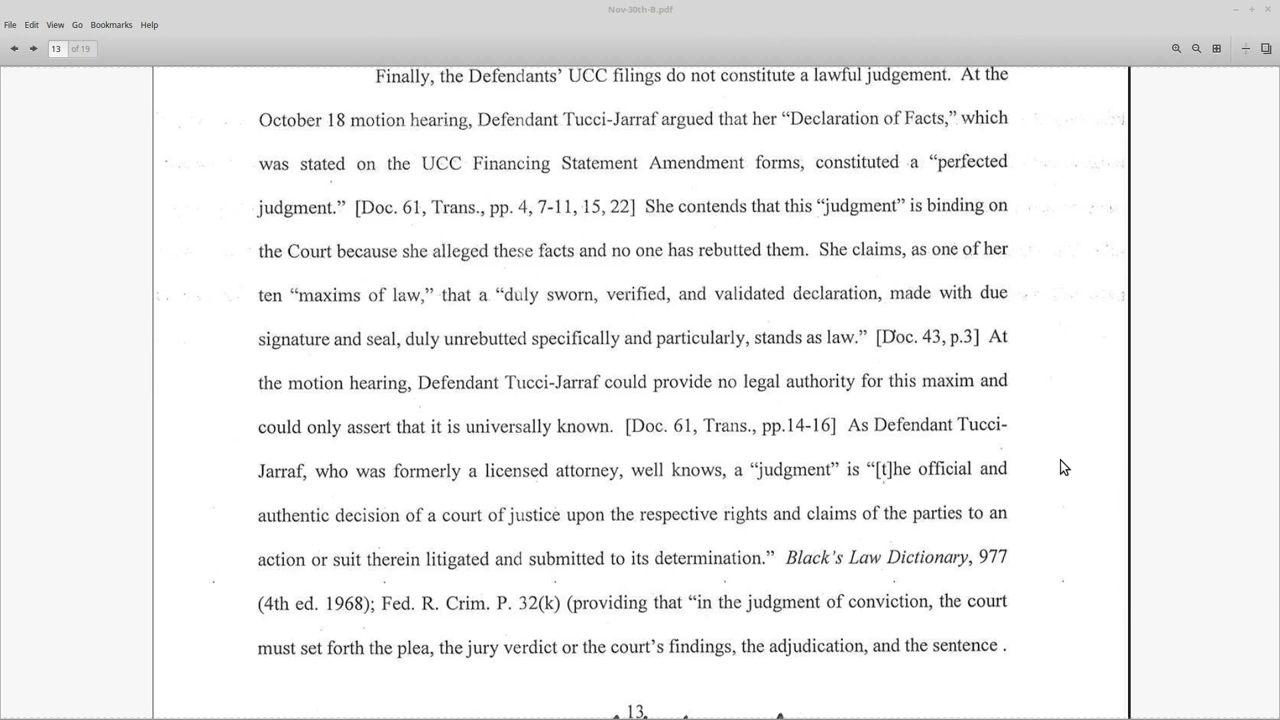 Nov-30th-B.pdf
File Edit View Go Bookmarks Help
13 of 19
Finally, the Defendants’ UCC filings do not constitute a lawful judgement. At the
October 18 motion hearing, Defendant Tucci-Jarraf argued that her “Declaration of Facts,” which
was stated on the UCC Financing Statement Amendment forms, constituted a “perfected
judgment.” [Doc. 61, Trans., pp. 4, 7-11, 15, 22] She contends that this “judgment” is binding on
the Court because she alleged these facts and no one has rebutted them. She claims, as one of her
ten “maxims of law,” that a “duly sworn, verified, and validated declaration, made with due
signature and seal, duly unrebutted specifically and particularly, stands as law.” [Doc. 43, p.3] At
the motion hearing, Defendant Tucci-Jarraf could provide no legal authority for this maxim and
could only assert that it is universally known. [Doc. 61, Trans., pp.14-16] As Defendant Tucci-
Jarraf, who was formerly a licensed attorney, well knows, a “judgment” is “[t]he official and
authentic decision of a court of justice upon the respective rights and claims of the parties to an
action or suit therein litigated and submitted to its determination.” Black’s Law Dictionary, 977
(4th ed. 1968); Fed. R. Crim. P. 32(k) (providing that “in the judgment of conviction, the court
must set forth the plea, the jury verdict or the court’s findings, the adjudication, and the sentence .
13